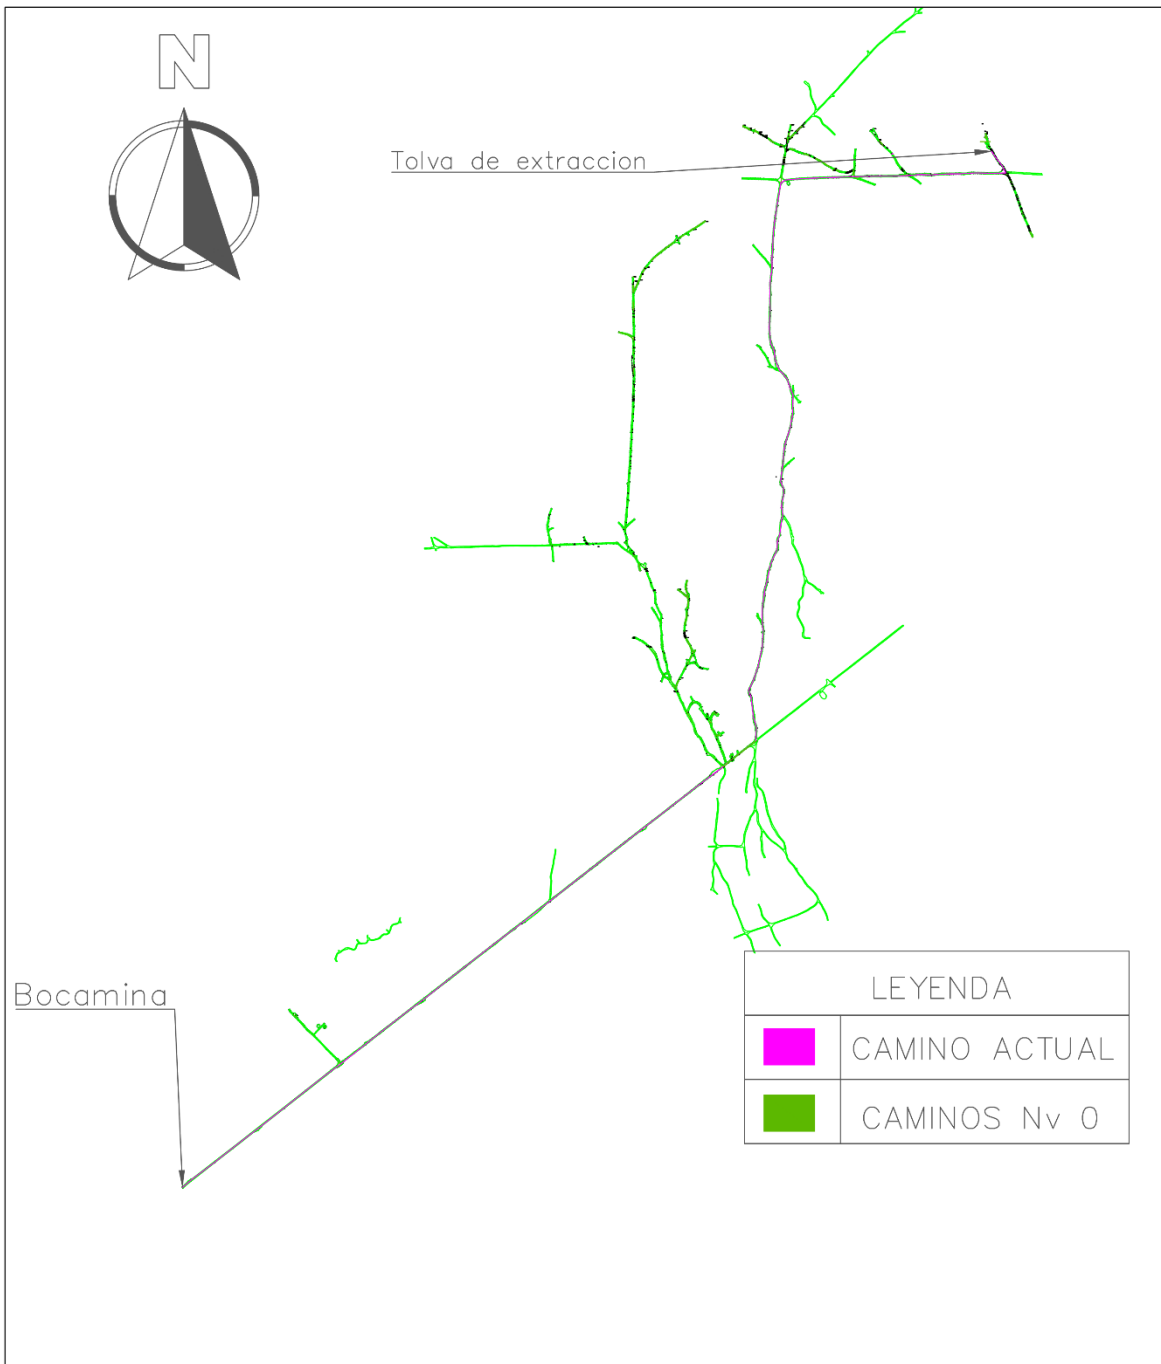 N
Tolva de extraccion
Bocamina
LEYENDA
CAMINO ACTUAL
CAMINOS Nv 0